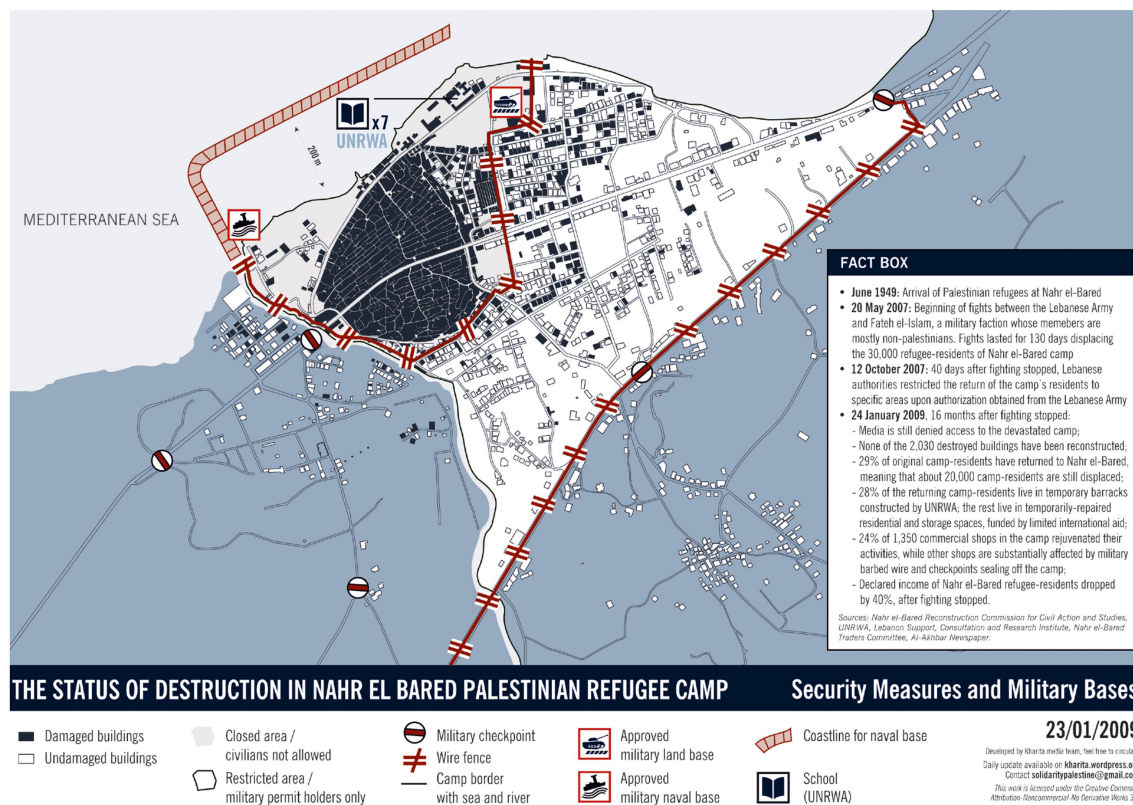 x7
UNRWA
200 m
MEDITERRANEAN SEA
FACT BOX
• June 1949: Arrival of Palestinian refugees at Nahr el-Bared
• 20 May 2007: Beginning of fights between the Lebanese Army
and Fateh el-Islam, a military faction whose memebers are
mostly non-palestinians. Fights lasted for 130 days displacing
the 30,000 refugee-residents of Nahr el-Bared camp
• 12 October 2007: 40 days after fighting stopped, Lebanese
authorities restricted the return of the camp's residents to
specific areas upon authorization obtained from the Lebanese Army
• 24 January 2009, 16 months after fighting stopped:
- Media is still denied access to the devastated camp;
- None of the 2,030 destroyed buildings have been reconstructed;
- 29% of original camp-residents have returned to Nahr el-Bared,
meaning that about 20,000 camp-residents are still displaced;
- 28% of the returning camp-residents live in temporary barracks
constructed by UNRWA; the rest live in temporarily-repaired
residential and storage spaces, funded by limited international aid;
- 24% of 1,350 commercial shops in the camp rejuvenated their
activities, while other shops are substantially affected by military
barbed wire and checkpoints sealing off the camp;
- Declared income of Nahr el-Bared refugee-residents dropped
by 40%, after fighting stopped.
Sources: Nahr el-Bared Reconstruction Commission for Civil Action and Studies,
UNRWA, Lebanon Support, Consultation and Research Institute, Nahr el-Bared
Traders Committee, Al-Akhbar Newspaper.
THE STATUS OF DESTRUCTION IN NAHR EL BARED PALESTINIAN REFUGEE CAMP
Security Measures and Military Bases
Damaged buildings
Undamaged buildings
Closed area /
civilians not allowed
Restricted area /
military permit holders only
Military checkpoint
Wire fence
Camp border
with sea and river
Approved
military land base
Approved
military naval base
Coastline for naval base
School
(UNRWA)
23/01/2009
Developed by Kharita media team, feel free to circula
Daily update available on kharita.wordpress.o
Contact solidaritypalestine@gmail.co
This work is licensed under the Creative Commo
Attribution-Noncommercial-No Derivative Works 3